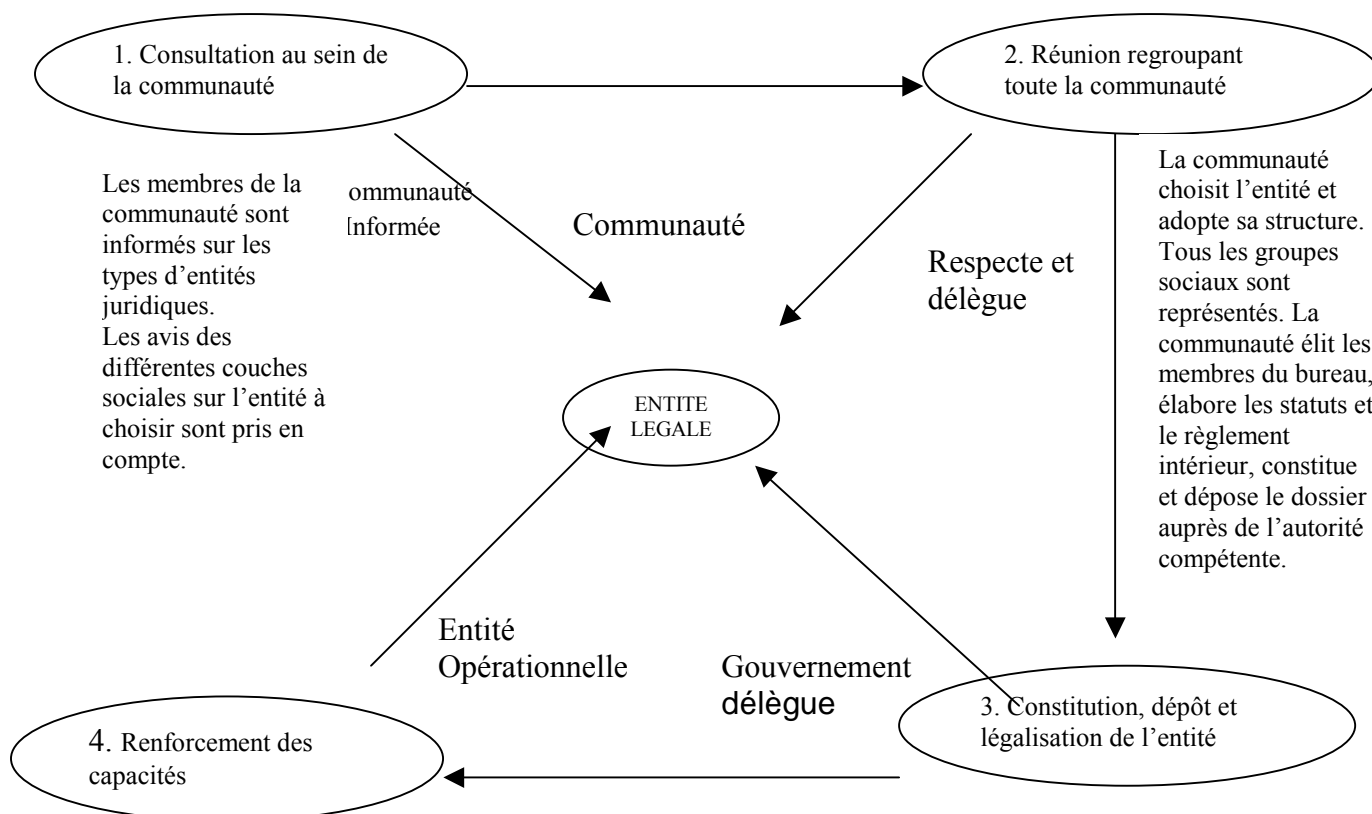 1. Consultation au sein de
la communauté
2. Réunion regroupant
toute la communauté
Les membres de la
communauté sont
informés sur les
types d'entités
juridiques.
Les avis des
différentes couches
sociales sur l'entité à
choisir sont pris en
compte.
ommunauté
Informée
Communauté
Respecte et
délègue
La communauté
choisit l'entité et
adopte sa structure.
Tous les groupes
sociaux sont
représentés. La
communauté élit les
membres du bureau,
élabore les statuts et
le règlement
intérieur, constitue
et dépose le dossier
auprès de l'autorité
compétente.
ENTITE
LEGALE
Entité
Opérationnelle
Gouvernement
délègue
3. Constitution, dépôt et
légalisation de l'entité
4. Renforcement des
capacités